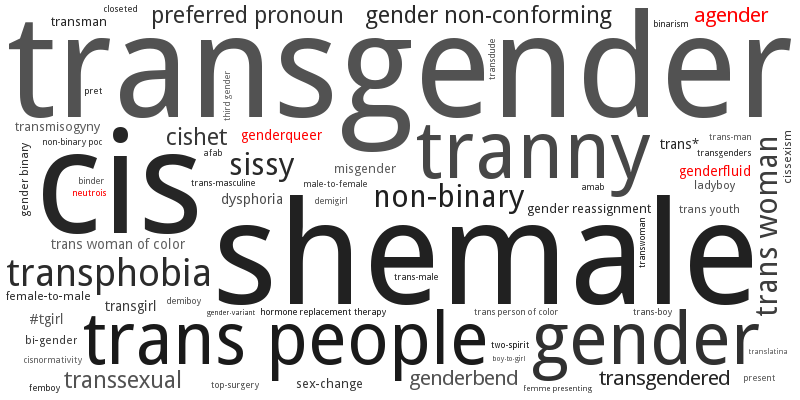 closeted
preferred pronoun
gender non-conforming
agender
transman
binarism
transgender
transdude
third gender
pret
transmisogyny
cishet
genderqueer
tranny
trans*
trans-man
non-binary poc
afab
transgenders
cis
sissy
misgender
genderfluid
trans woman
cissexism
gender binary
binder
neutrois
trans-masculine
male-to-female
amab
ladyboy
dysphoria
demigirl
non-binary
gender reassignment
trans youth
shemale
transwoman
trans woman of color
transphobia
trans-male
female-to-male
transgirl
demiboy
gender-variant
hormone replacement therapy
trans person of color
trans-boy
#tgirl
trans people
gender
bi-gender
two-spirit
translatina
cisnormativity
boy-to-girl
femboy
transsexual
top-surgery
sex-change
genderbend
femme presenting
transgendered
present